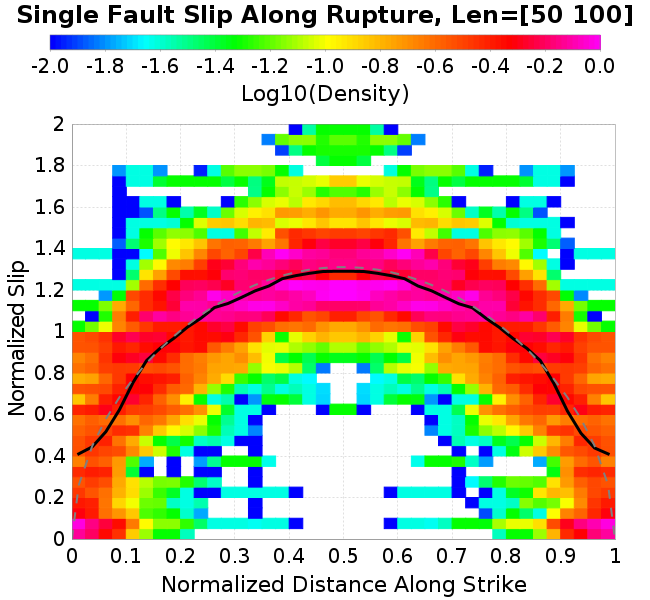 Single Fault Slip Along Rupture, Len=[50 100]
-2.0 -1.8 -1.6 -1.4 -1.2 -1.0 -0.8 -0.6 -0.4 -0.2 0.0
Log10(Density)
2
1.8
1.6
1.4
1.2
1
0.8
0.6
0.4
0.2
0
Normalized Slip
0 0.1 0.2 0.3 0.4 0.5 0.6 0.7 0.8 0.9 1
Normalized Distance Along Strike